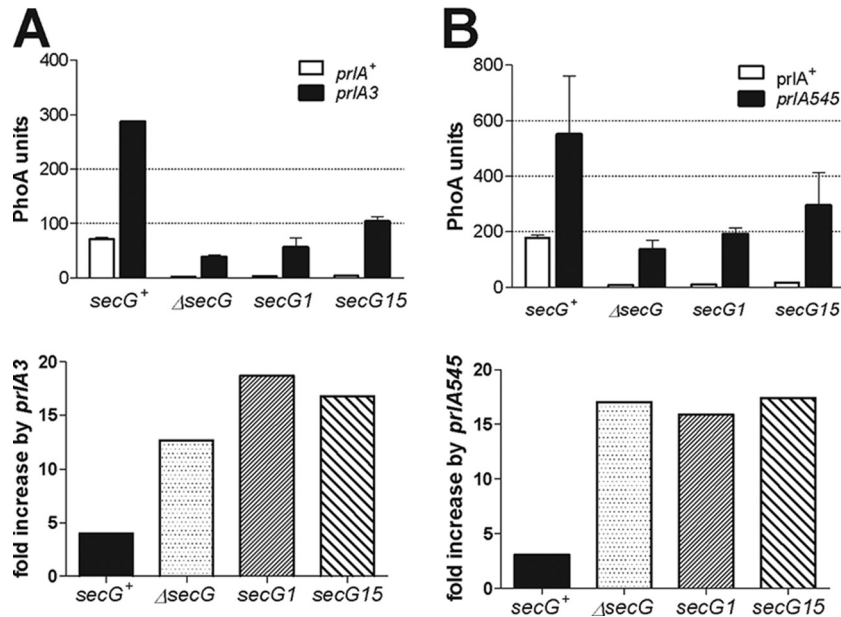 A
PhoA units
400
300
200
100
0
prlA+
prlA3
secG+ ΔsecG secG1 secG15
B
PhoA units
800
600
400
200
0
prlA+
prlA545
secG+ ΔsecG secG1 secG15
fold increase by prlA3
20
15
10
5
0
secG+ ΔsecG secG1 secG15
fold increase by prlA545
20
15
10
5
0
secG+ ΔsecG secG1 secG15